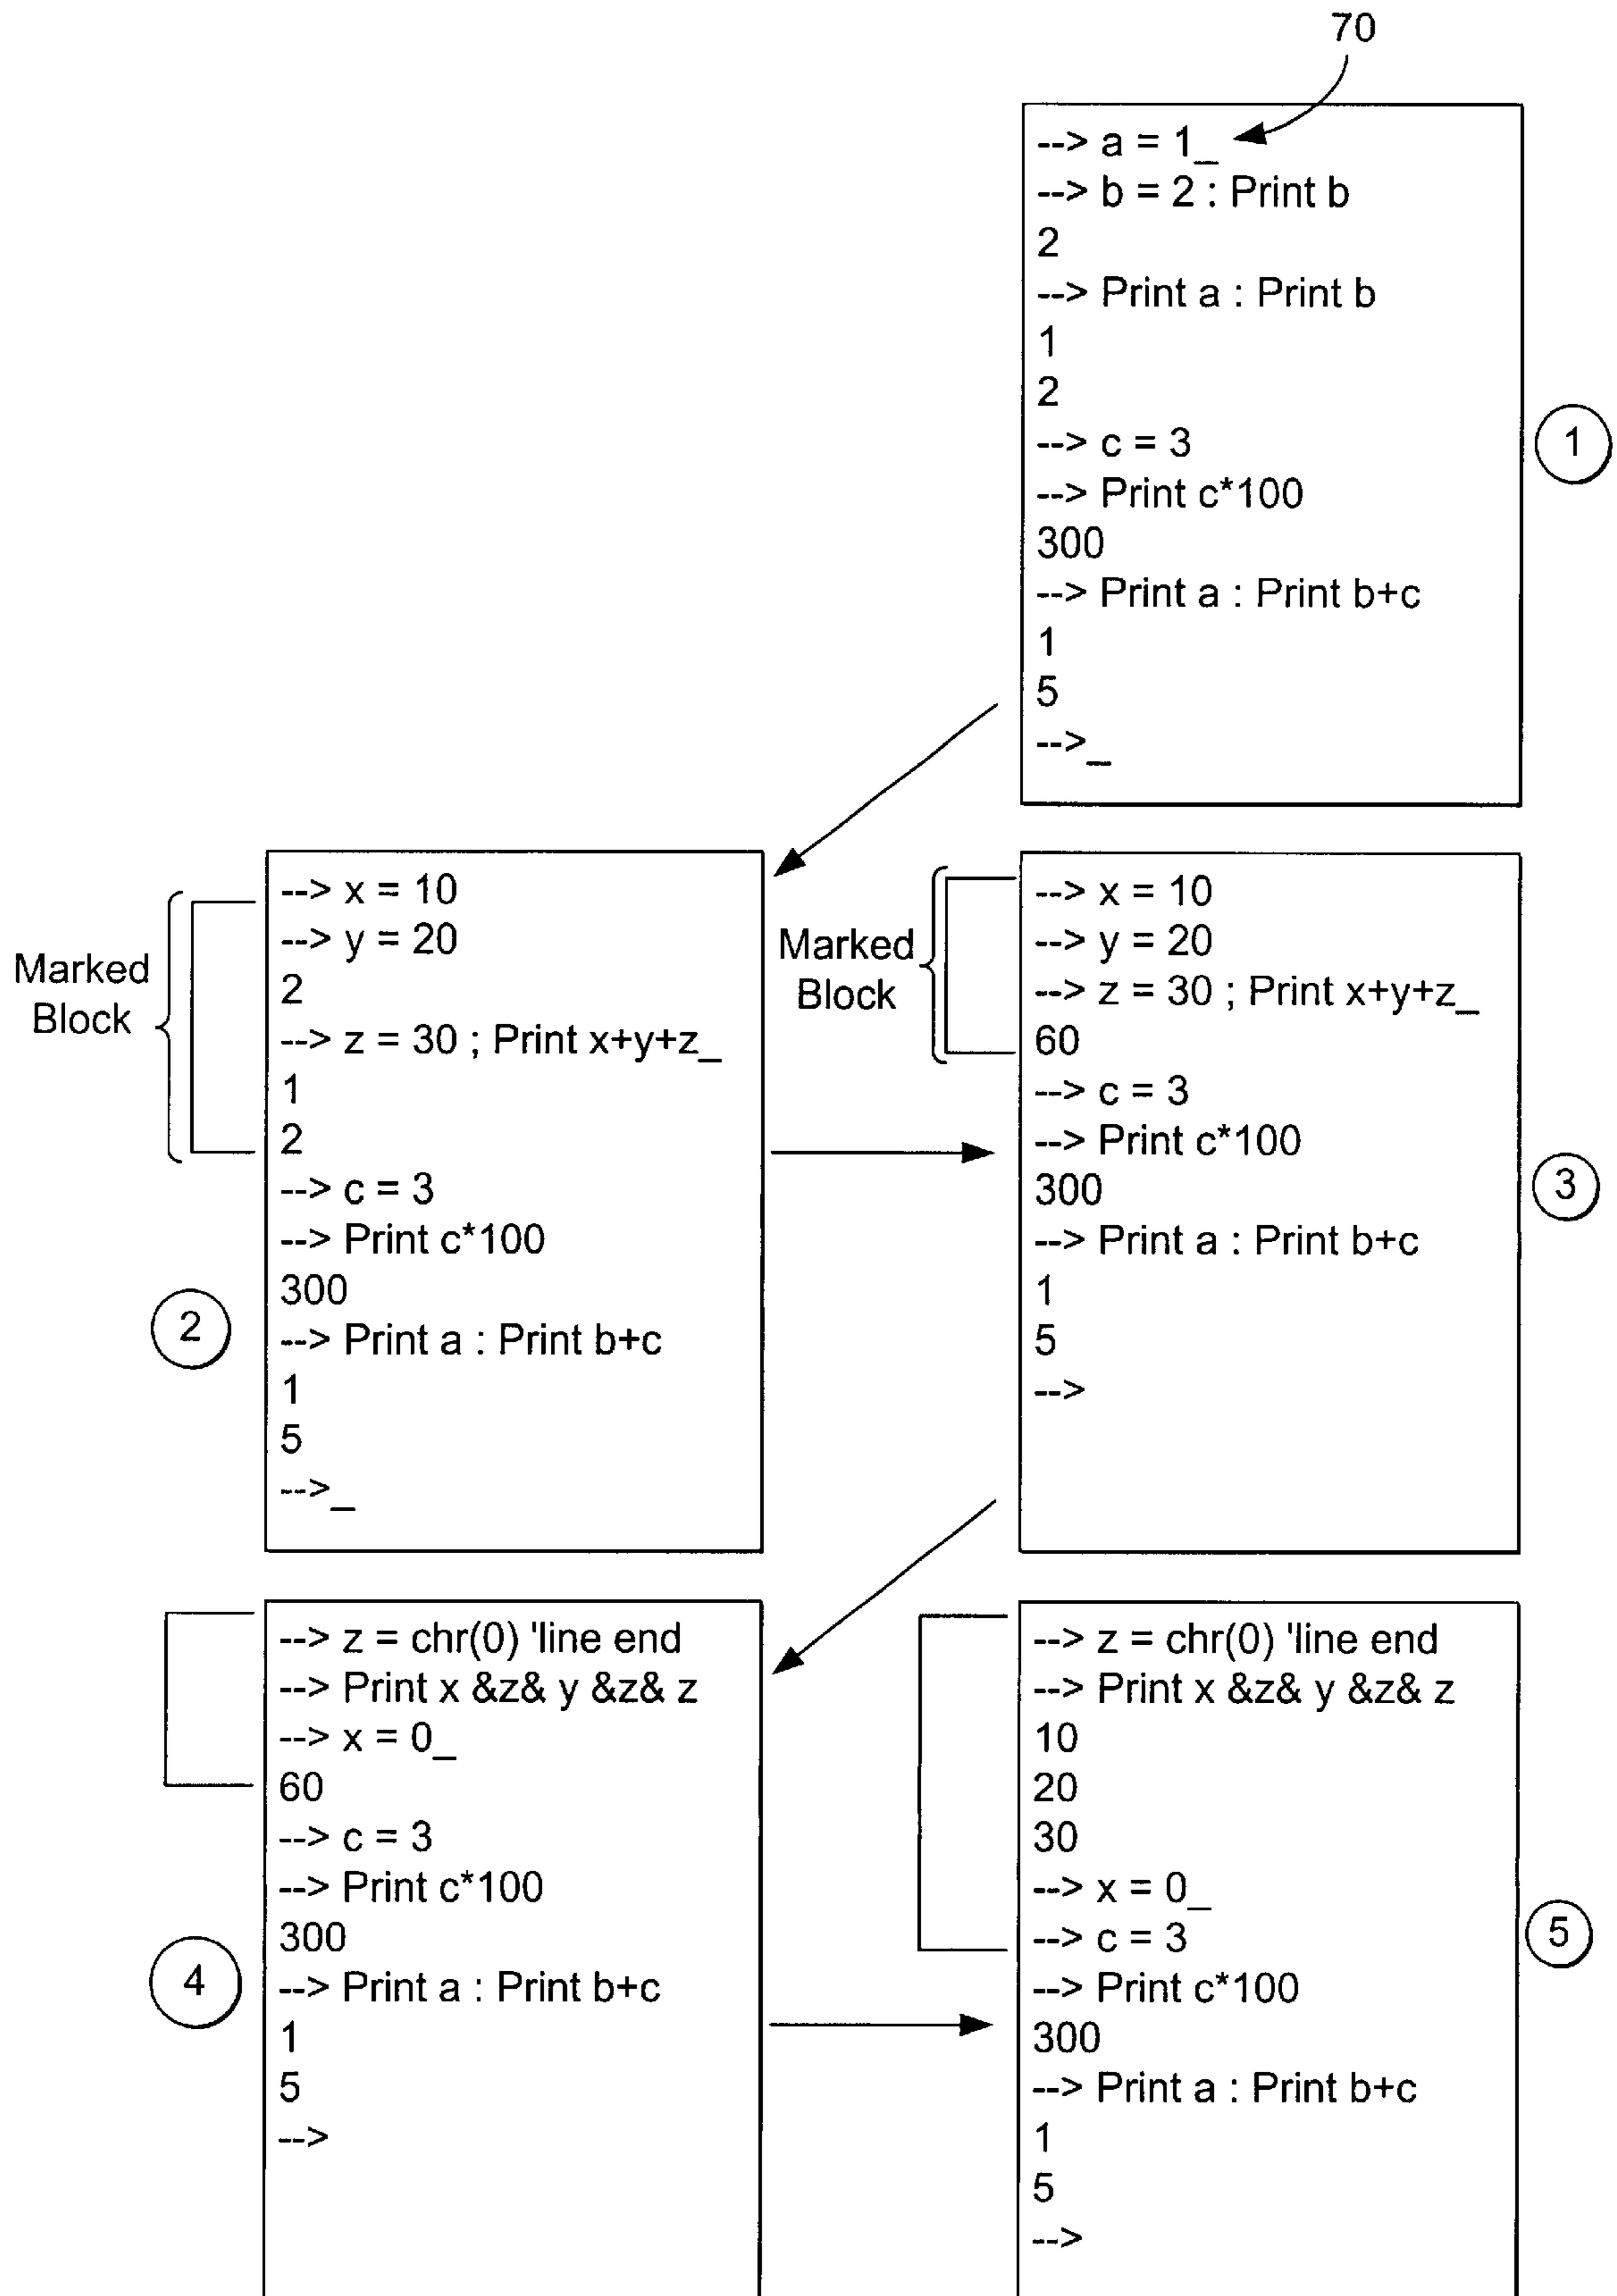 70
--> a = 1_
--> b = 2 : Print b
2
--> Print a : Print b
1
2
--> c = 3
--> Print c*100
300
--> Print a : Print b+c
1
5
-->_
1
Marked
Block
--> x = 10
--> y = 20
2
--> z = 30 ; Print x+y+z_
1
2
--> c = 3
--> Print c*100
300
--> Print a : Print b+c
1
5
-->_
2
Marked
Block
--> x = 10
--> y = 20
--> z = 30 ; Print x+y+z_
60
--> c = 3
--> Print c*100
300
--> Print a : Print b+c
1
5
-->
3
--> z = chr(0) 'line end
--> Print x &z& y &z& z
--> x = 0_
60
--> c = 3
--> Print c*100
300
--> Print a : Print b+c
1
5
-->
4
--> z = chr(0) 'line end
--> Print x &z& y &z& z
10
20
30
--> x = 0_
--> c = 3
--> Print c*100
300
--> Print a : Print b+c
1
5
-->
5